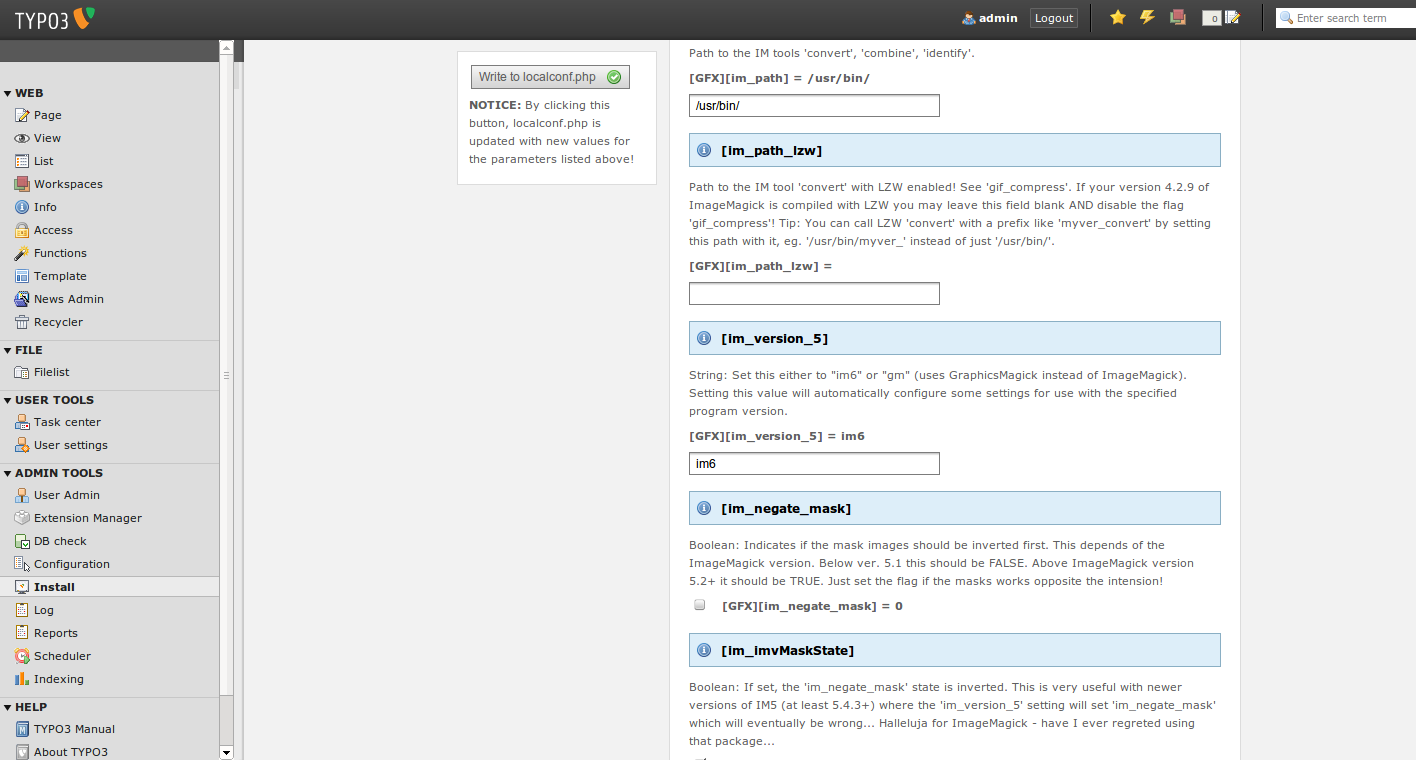 TYPO3
admin
Logout
0
Enter search term
WEB
Page
View
List
Workspaces
Info
Access
Functions
Template
News Admin
Recycler
FILE
Filelist
USER TOOLS
Task center
User settings
ADMIN TOOLS
User Admin
Extension Manager
DB check
Configuration
Install
Log
Reports
Scheduler
Indexing
HELP
TYPO3 Manual
About TYPO3
Write to localconf.php
NOTICE: By clicking this
button, localconf.php is
updated with new values for
the parameters listed above!
Path to the IM tools 'convert', 'combine', 'identify'.
[GFX][im_path] = /usr/bin/
/usr/bin/
[im_path_lzw]
Path to the IM tool 'convert' with LZW enabled! See 'gif_compress'. If your version 4.2.9 of
ImageMagick is compiled with LZW you may leave this field blank AND disable the flag
'gif_compress'! Tip: You can call LZW 'convert' with a prefix like 'myver_convert' by setting
this path with it, eg. '/usr/bin/myver_' instead of just '/usr/bin/'.
[GFX][im_path_lzw] =
[im_version_5]
String: Set this either to "im6" or "gm" (uses GraphicsMagick instead of ImageMagick).
Setting this value will automatically configure some settings for use with the specified
program version.
[GFX][im_version_5] = im6
im6
[im_negate_mask]
Boolean: Indicates if the mask images should be inverted first. This depends of the
ImageMagick version. Below ver. 5.1 this should be FALSE. Above ImageMagick version
5.2+ it should be TRUE. Just set the flag if the masks works opposite the intension!
[GFX][im_negate_mask] = 0
[im_imvMaskState]
Boolean: If set, the 'im_negate_mask' state is inverted. This is very useful with newer
versions of IM5 (at least 5.4.3+) where the 'im_version_5' setting will set 'im_negate_mask'
which will eventually be wrong... Halleluja for ImageMagick - have I ever regretted using
that package...